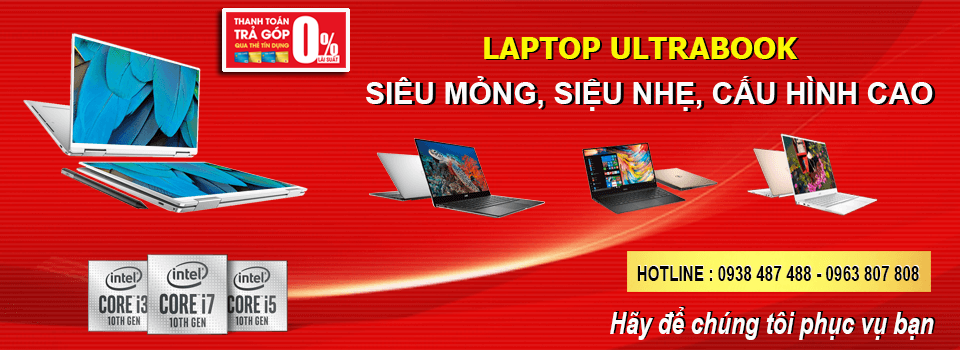 THANH TOÁN
TRẢ GÓP
QUA THẺ TÍN DỤNG
0%
LÃI SUẤT
LAPTOP ULTRABOOK
SIÊU MỎNG, SIỆU NHẸ, CẤU HÌNH CAO
HOTLINE : 0938 487 488 - 0963 807 808
Hãy để chúng tôi phục vụ bạn
intel
CORE i3
10TH GEN
intel
CORE i7
10TH GEN
intel
CORE i5
10TH GEN